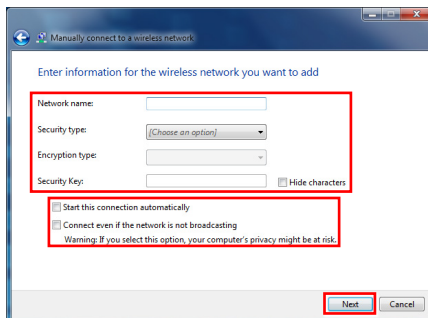 Manually connect to a wireless network
Enter information for the wireless network you want to add
Network name:
Security type: [Choose an option]
Encryption type:
Security Key: Hide characters
Start this connection automatically
Connect even if the network is not broadcasting
Warning: If you select this option, your computer's privacy might be at risk.
Next Cancel